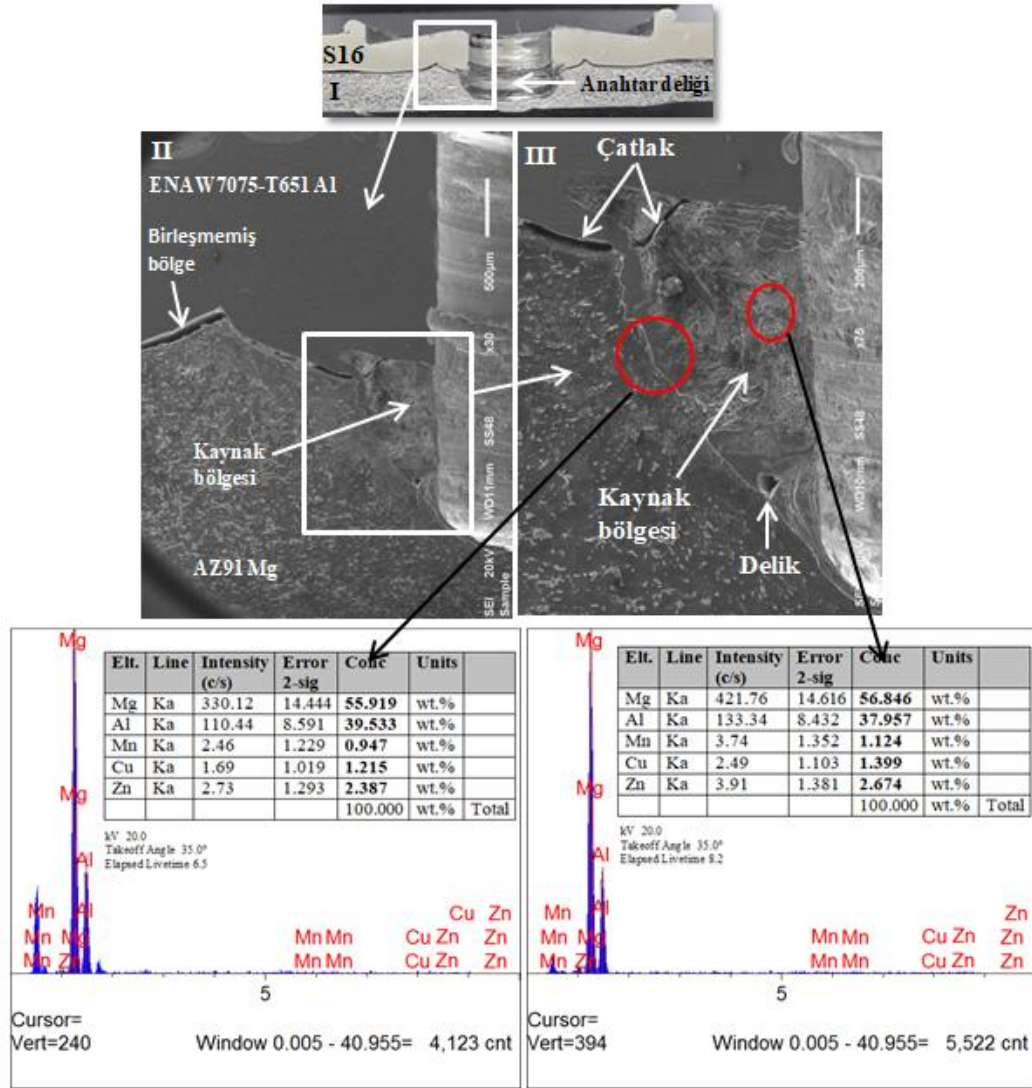 S16
I
Anahtar deliği
II
ENAW7075-T651 Al
Birleşmemiş
bölge
Kaynak
bölgesi
AZ91 Mg
500µm
x30
SS48
WD11mm
SEI 20kV
Sample
III
Çatlak
Kaynak
bölgesi
Delik
200µm
x75
SS48
Mg
Elt. Line Intensity (c/s) Error 2-sig Conc Units
Mg Ka 330.12 14.444 55.919 wt.%
Al Ka 110.44 8.591 39.533 wt.%
Mn Ka 2.46 1.229 0.947 wt.%
Cu Ka 1.69 1.019 1.215 wt.%
Zn Ka 2.73 1.293 2.387 wt.%
100.000 wt.% Total
kV 20.0
Takeoff Angle 35.0°
Elapsed Livetime 6.5
Mg
Al
Mn Al Cu Zn
Mn Mg Mn Mn Cu Zn Zn
Mn Zn Mn Mn Cu Zn Zn
5
Cursor=
Vert=240 Window 0.005 - 40.955= 4,123 cnt
Mg
Elt. Line Intensity (c/s) Error 2-sig Conc Units
Mg Ka 421.76 14.616 56.846 wt.%
Al Ka 133.34 8.432 37.957 wt.%
Mn Ka 3.74 1.352 1.124 wt.%
Cu Ka 2.49 1.103 1.399 wt.%
Zn Ka 3.91 1.381 2.674 wt.%
100.000 wt.% Total
kV 20.0
Takeoff Angle 35.0°
Elapsed Livetime 8.2
Mg
Al
Mn Al Zn
Mn Mg Mn Mn Cu Zn Zn
Mn Zn Mn Mn Cu Zn Zn
5
Cursor=
Vert=394 Window 0.005 - 40.955= 5,522 cnt